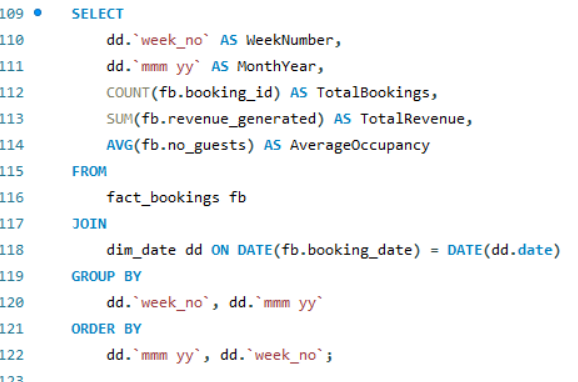 109 SELECT
110 dd.`week_no` AS WeekNumber,
111 dd.`mmm yy` AS MonthYear,
112 COUNT(fb.booking_id) AS TotalBookings,
113 SUM(fb.revenue_generated) AS TotalRevenue,
114 AVG(fb.no_guests) AS AverageOccupancy
115 FROM
116 fact_bookings fb
117 JOIN
118 dim_date dd ON DATE(fb.booking_date) = DATE(dd.date)
119 GROUP BY
120 dd.`week_no`, dd.`mmm yy`
121 ORDER BY
122 dd.`mmm yy`, dd.`week_no`;
123